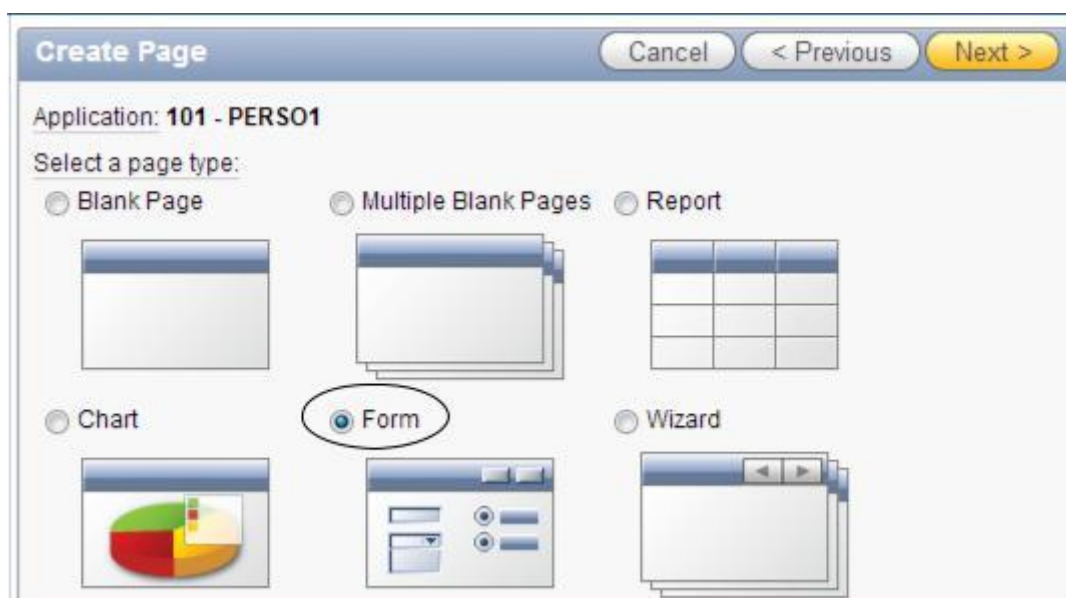 Create Page Cancel < Previous Next >
Application: 101 - PERSO1
Select a page type:
Blank Page Multiple Blank Pages Report
Chart Form Wizard